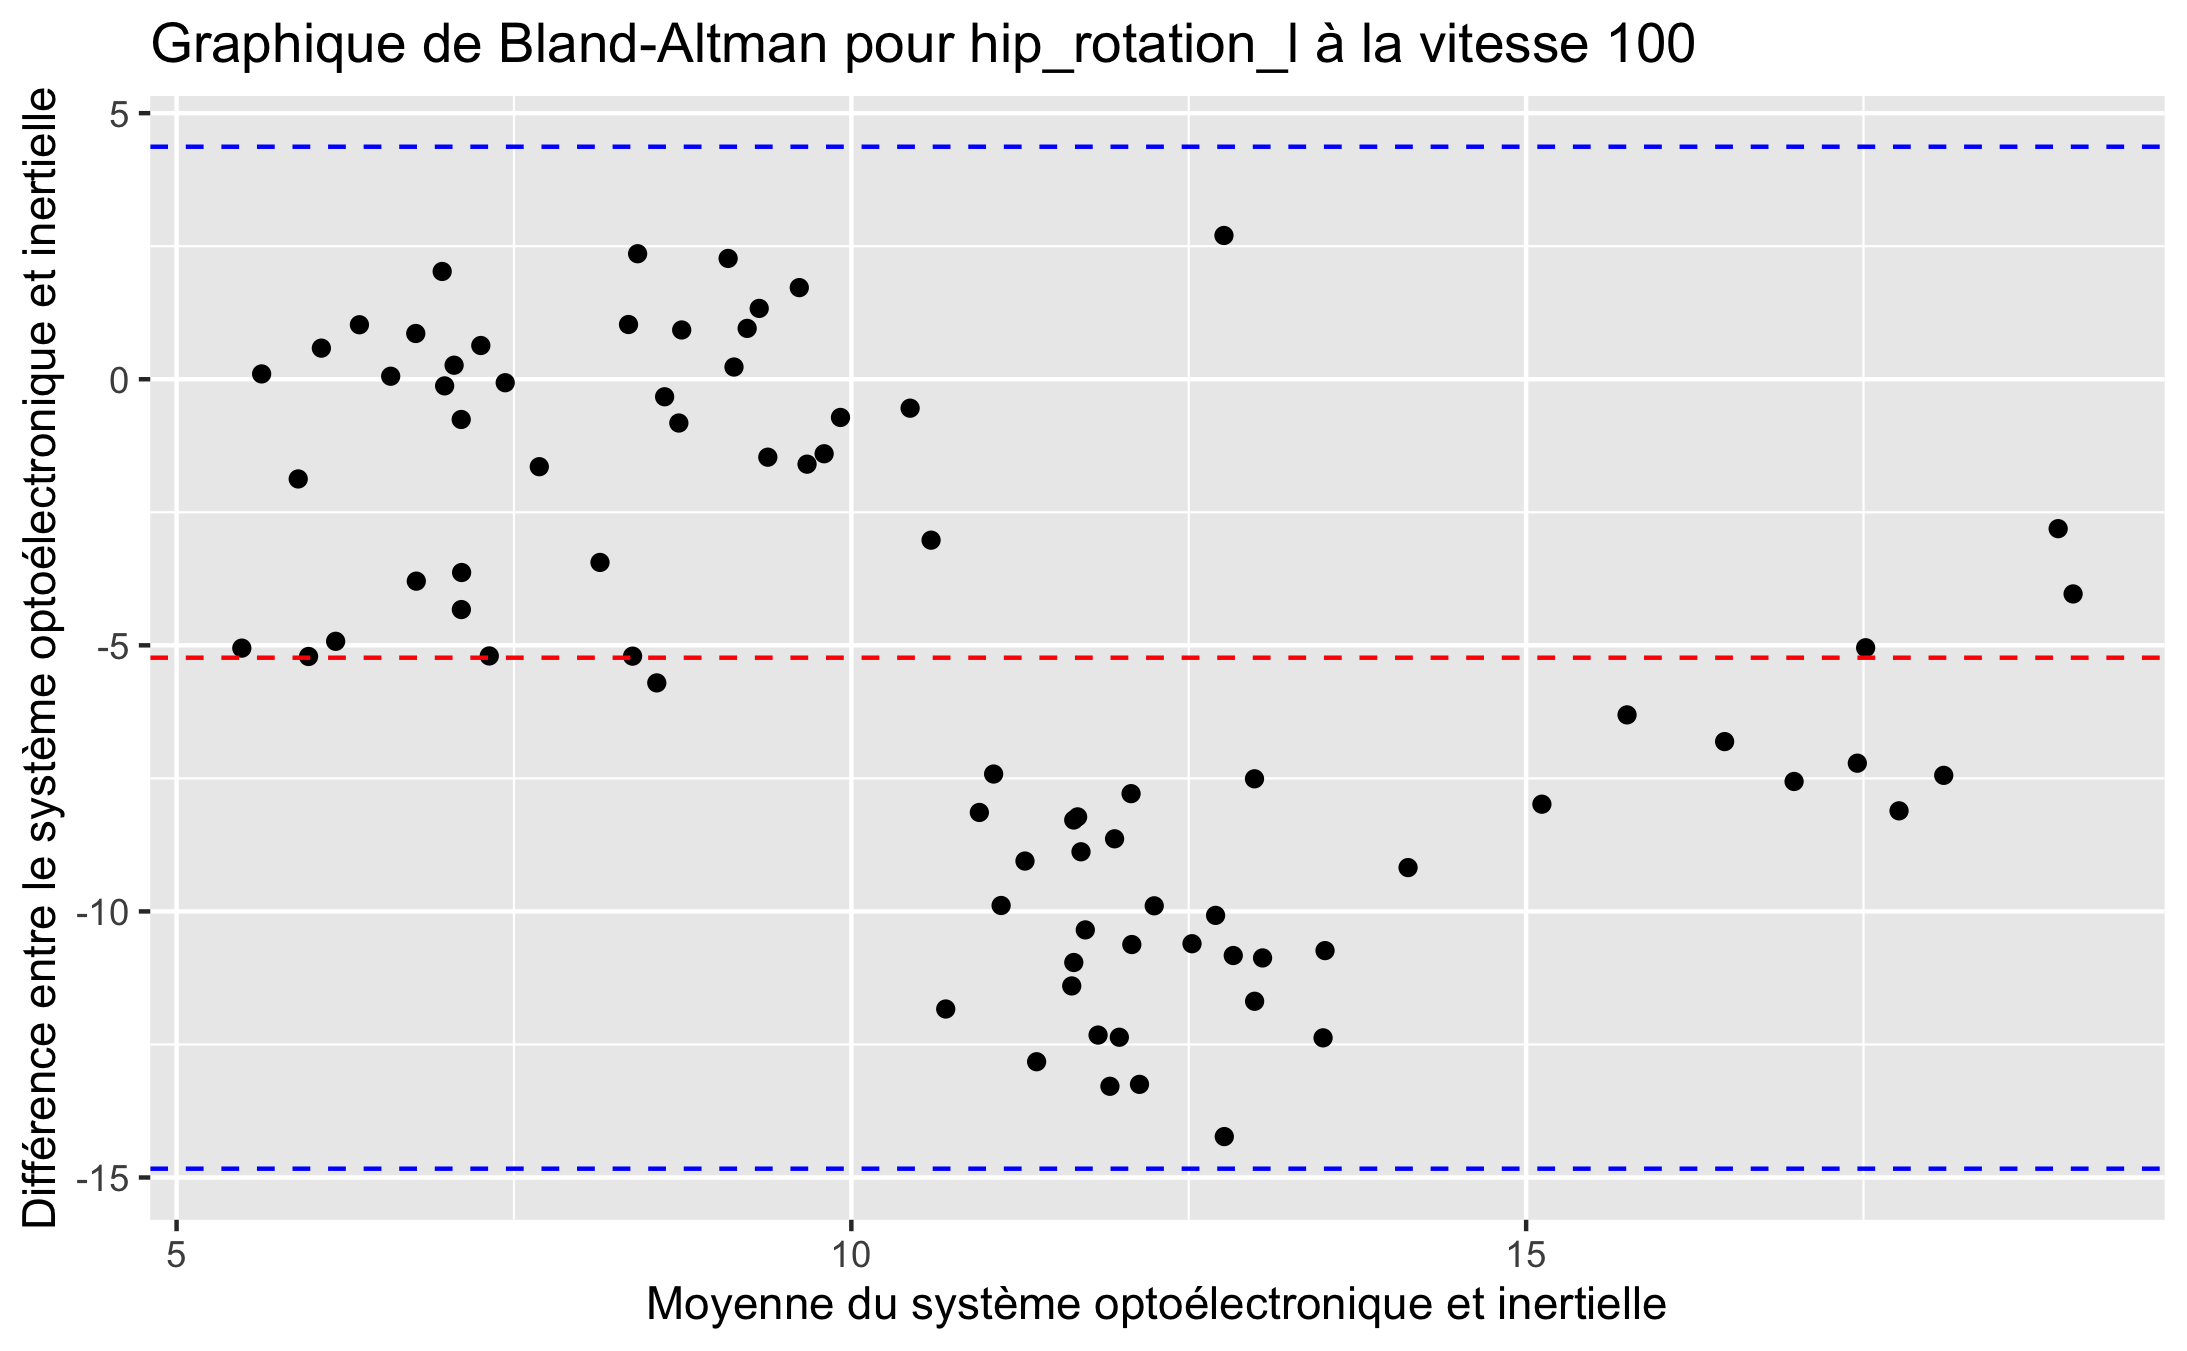 Graphique de Bland-Altman pour hip_rotation_l à la vitesse 100
Différence entre le système optoélectronique et inertielle
5
0
-5
-10
-15
5
10
15
Moyenne du système optoélectronique et inertielle